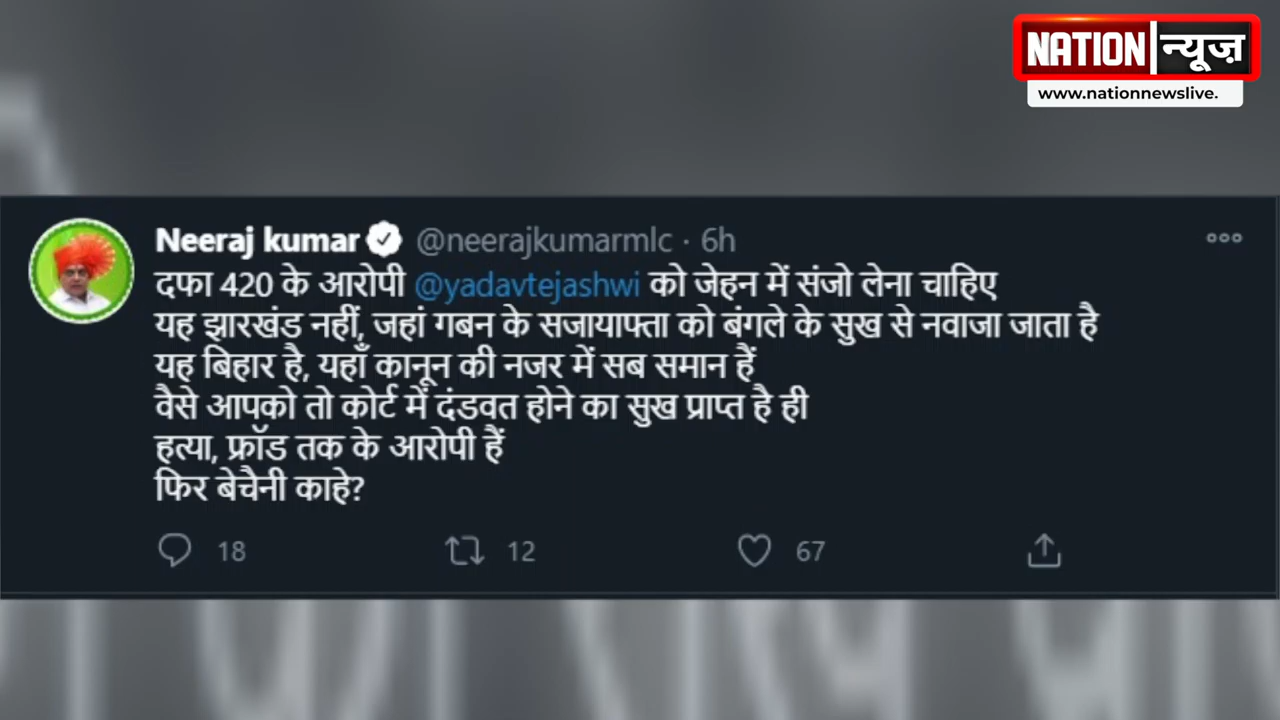 NATION न्यूज़
www.nationnewslive.
Neeraj kumar @neerajkumarmlc · 6h
दफा 420 के आरोपी @yadavtejashwi को जेहन में संजो लेना चाहिए
यह झारखंड नहीं, जहां गबन के सजायाफ्ता को बंगले के सुख से नवाजा जाता है
यह बिहार है, यहाँ कानून की नजर में सब समान हैं
वैसे आपको तो कोर्ट में दंडवत होने का सुख प्राप्त है ही
हत्या, फ्रॉड तक के आरोपी हैं
फिर बेचैनी काहे?
18 12 67